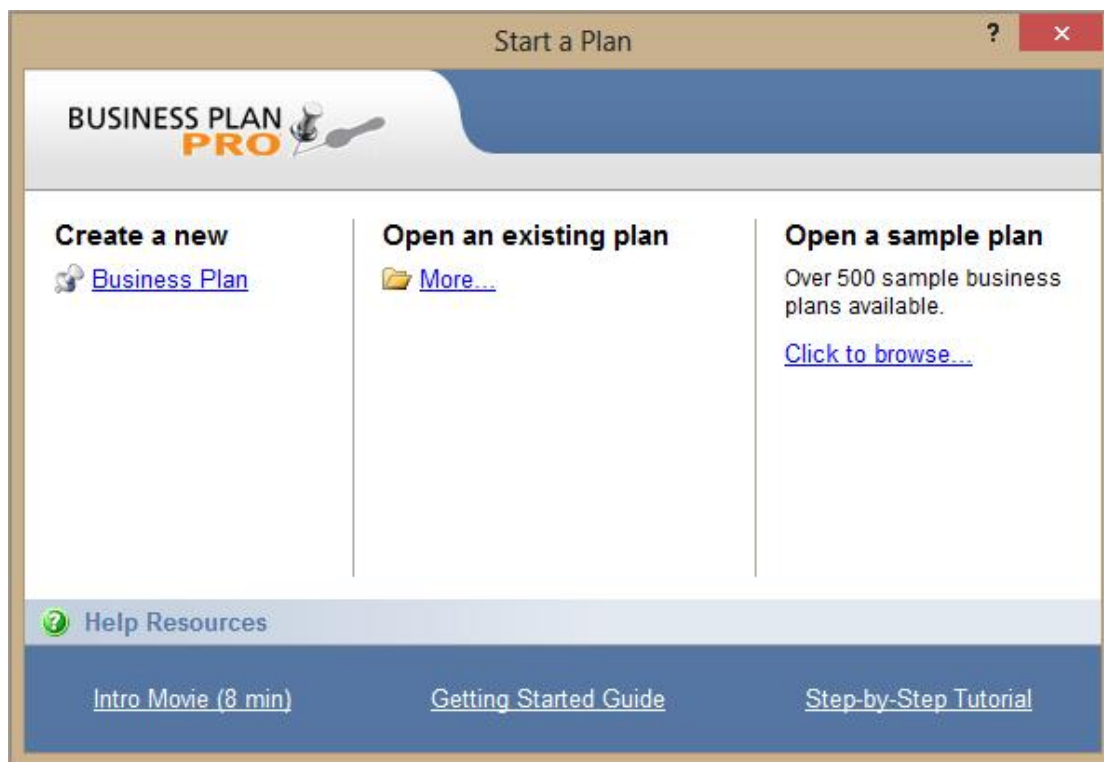 Start a Plan
?
×
BUSINESS PLAN
PRO
Create a new
Business Plan
Open an existing plan
More...
Open a sample plan
Over 500 sample business
plans available.
Click to browse...
? Help Resources
Intro Movie (8 min)
Getting Started Guide
Step-by-Step Tutorial